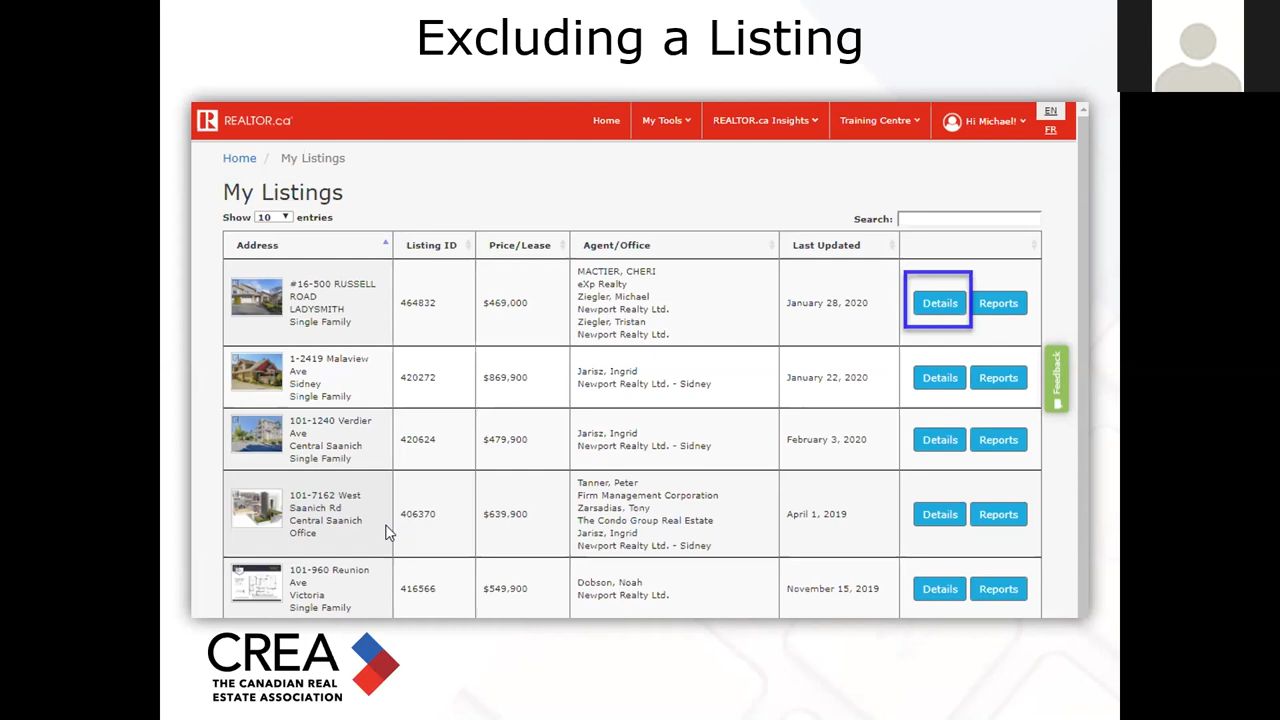 Excluding a Listing
REALTOR.ca
Home
My Tools
REALTOR.ca Insights
Training Centre
Hi Michael!
EN
FR
Home / My Listings
My Listings
Show 10 entries
Search:
Address
Listing ID
Price/Lease
Agent/Office
Last Updated
#16-500 RUSSELL
ROAD
LADYSMITH
Single Family
464832
$469,000
MACTIER, CHERI
eXp Realty
Ziegler, Michael
Newport Realty Ltd.
Ziegler, Tristan
Newport Realty Ltd.
January 28, 2020
Details
Reports
1-2419 Malaview
Ave
Sidney
Single Family
420272
$869,900
Jarisz, Ingrid
Newport Realty Ltd. - Sidney
January 22, 2020
Details
Reports
Feedback
101-1240 Verdier
Ave
Central Saanich
Single Family
420624
$479,900
Jarisz, Ingrid
Newport Realty Ltd. - Sidney
February 3, 2020
Details
Reports
101-7162 West
Saanich Rd
Central Saanich
Office
406370
$639,900
Tanner, Peter
Firm Management Corporation
Zarsadias, Tony
The Condo Group Real Estate
Jarisz, Ingrid
Newport Realty Ltd. - Sidney
April 1, 2019
Details
Reports
101-960 Reunion
Ave
Victoria
Single Family
416566
$549,900
Dobson, Noah
Newport Realty Ltd.
November 15, 2019
Details
Reports
CREA
THE CANADIAN REAL
ESTATE ASSOCIATION